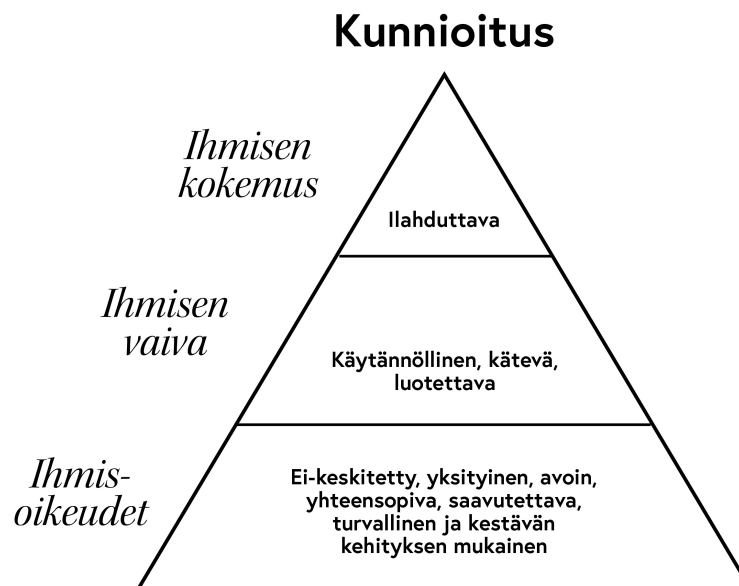 Kunnioitus
Ihmisen
kokemus
Ilahduttava
Ihmisen
vaiva
Käytännöllinen, kätevä,
luotettava
Ihmis-
oikeudet
Ei-keskitetty, yksityinen, avoin,
yhteensopiva, saavutettava,
turvallinen ja kestävän
kehityksen mukainen